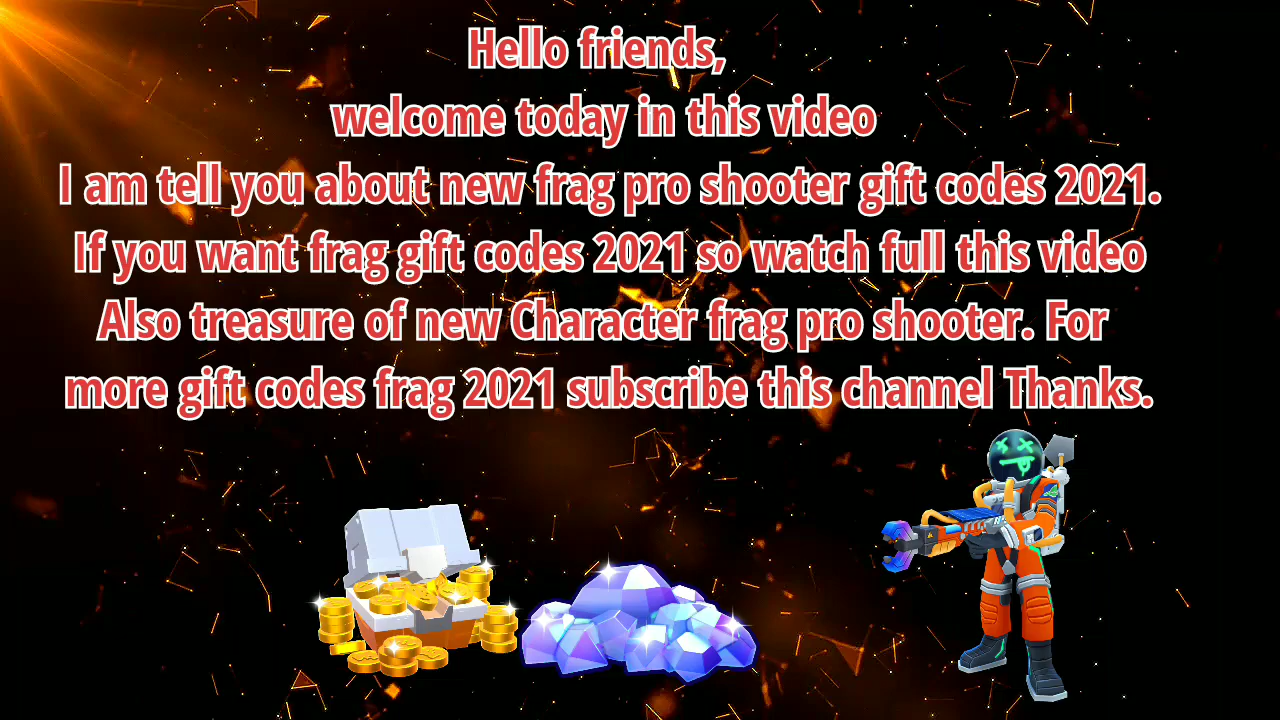 Hello friends,
welcome today in this video
I am tell you about new frag pro shooter gift codes 2021.
If you want frag gift codes 2021 so watch full this video
Also treasure of new Character frag pro shooter. For
more gift codes frag 2021 subscribe this channel Thanks.